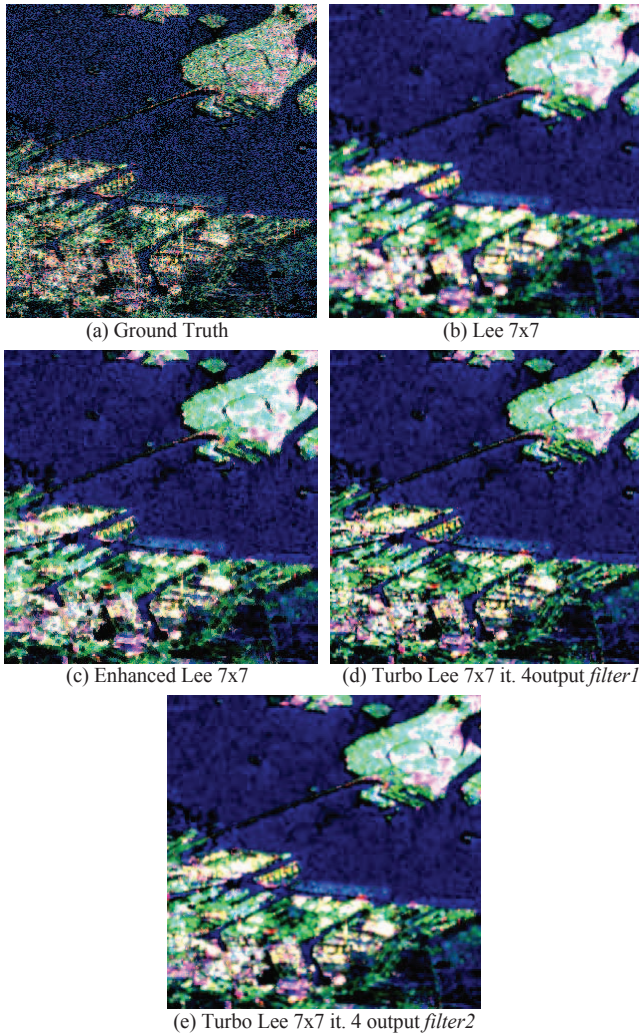 (a) Ground Truth
(b) Lee 7x7
(c) Enhanced Lee 7x7
(d) Turbo Lee 7x7 it. 4output filter1
(e) Turbo Lee 7x7 it. 4 output filter2